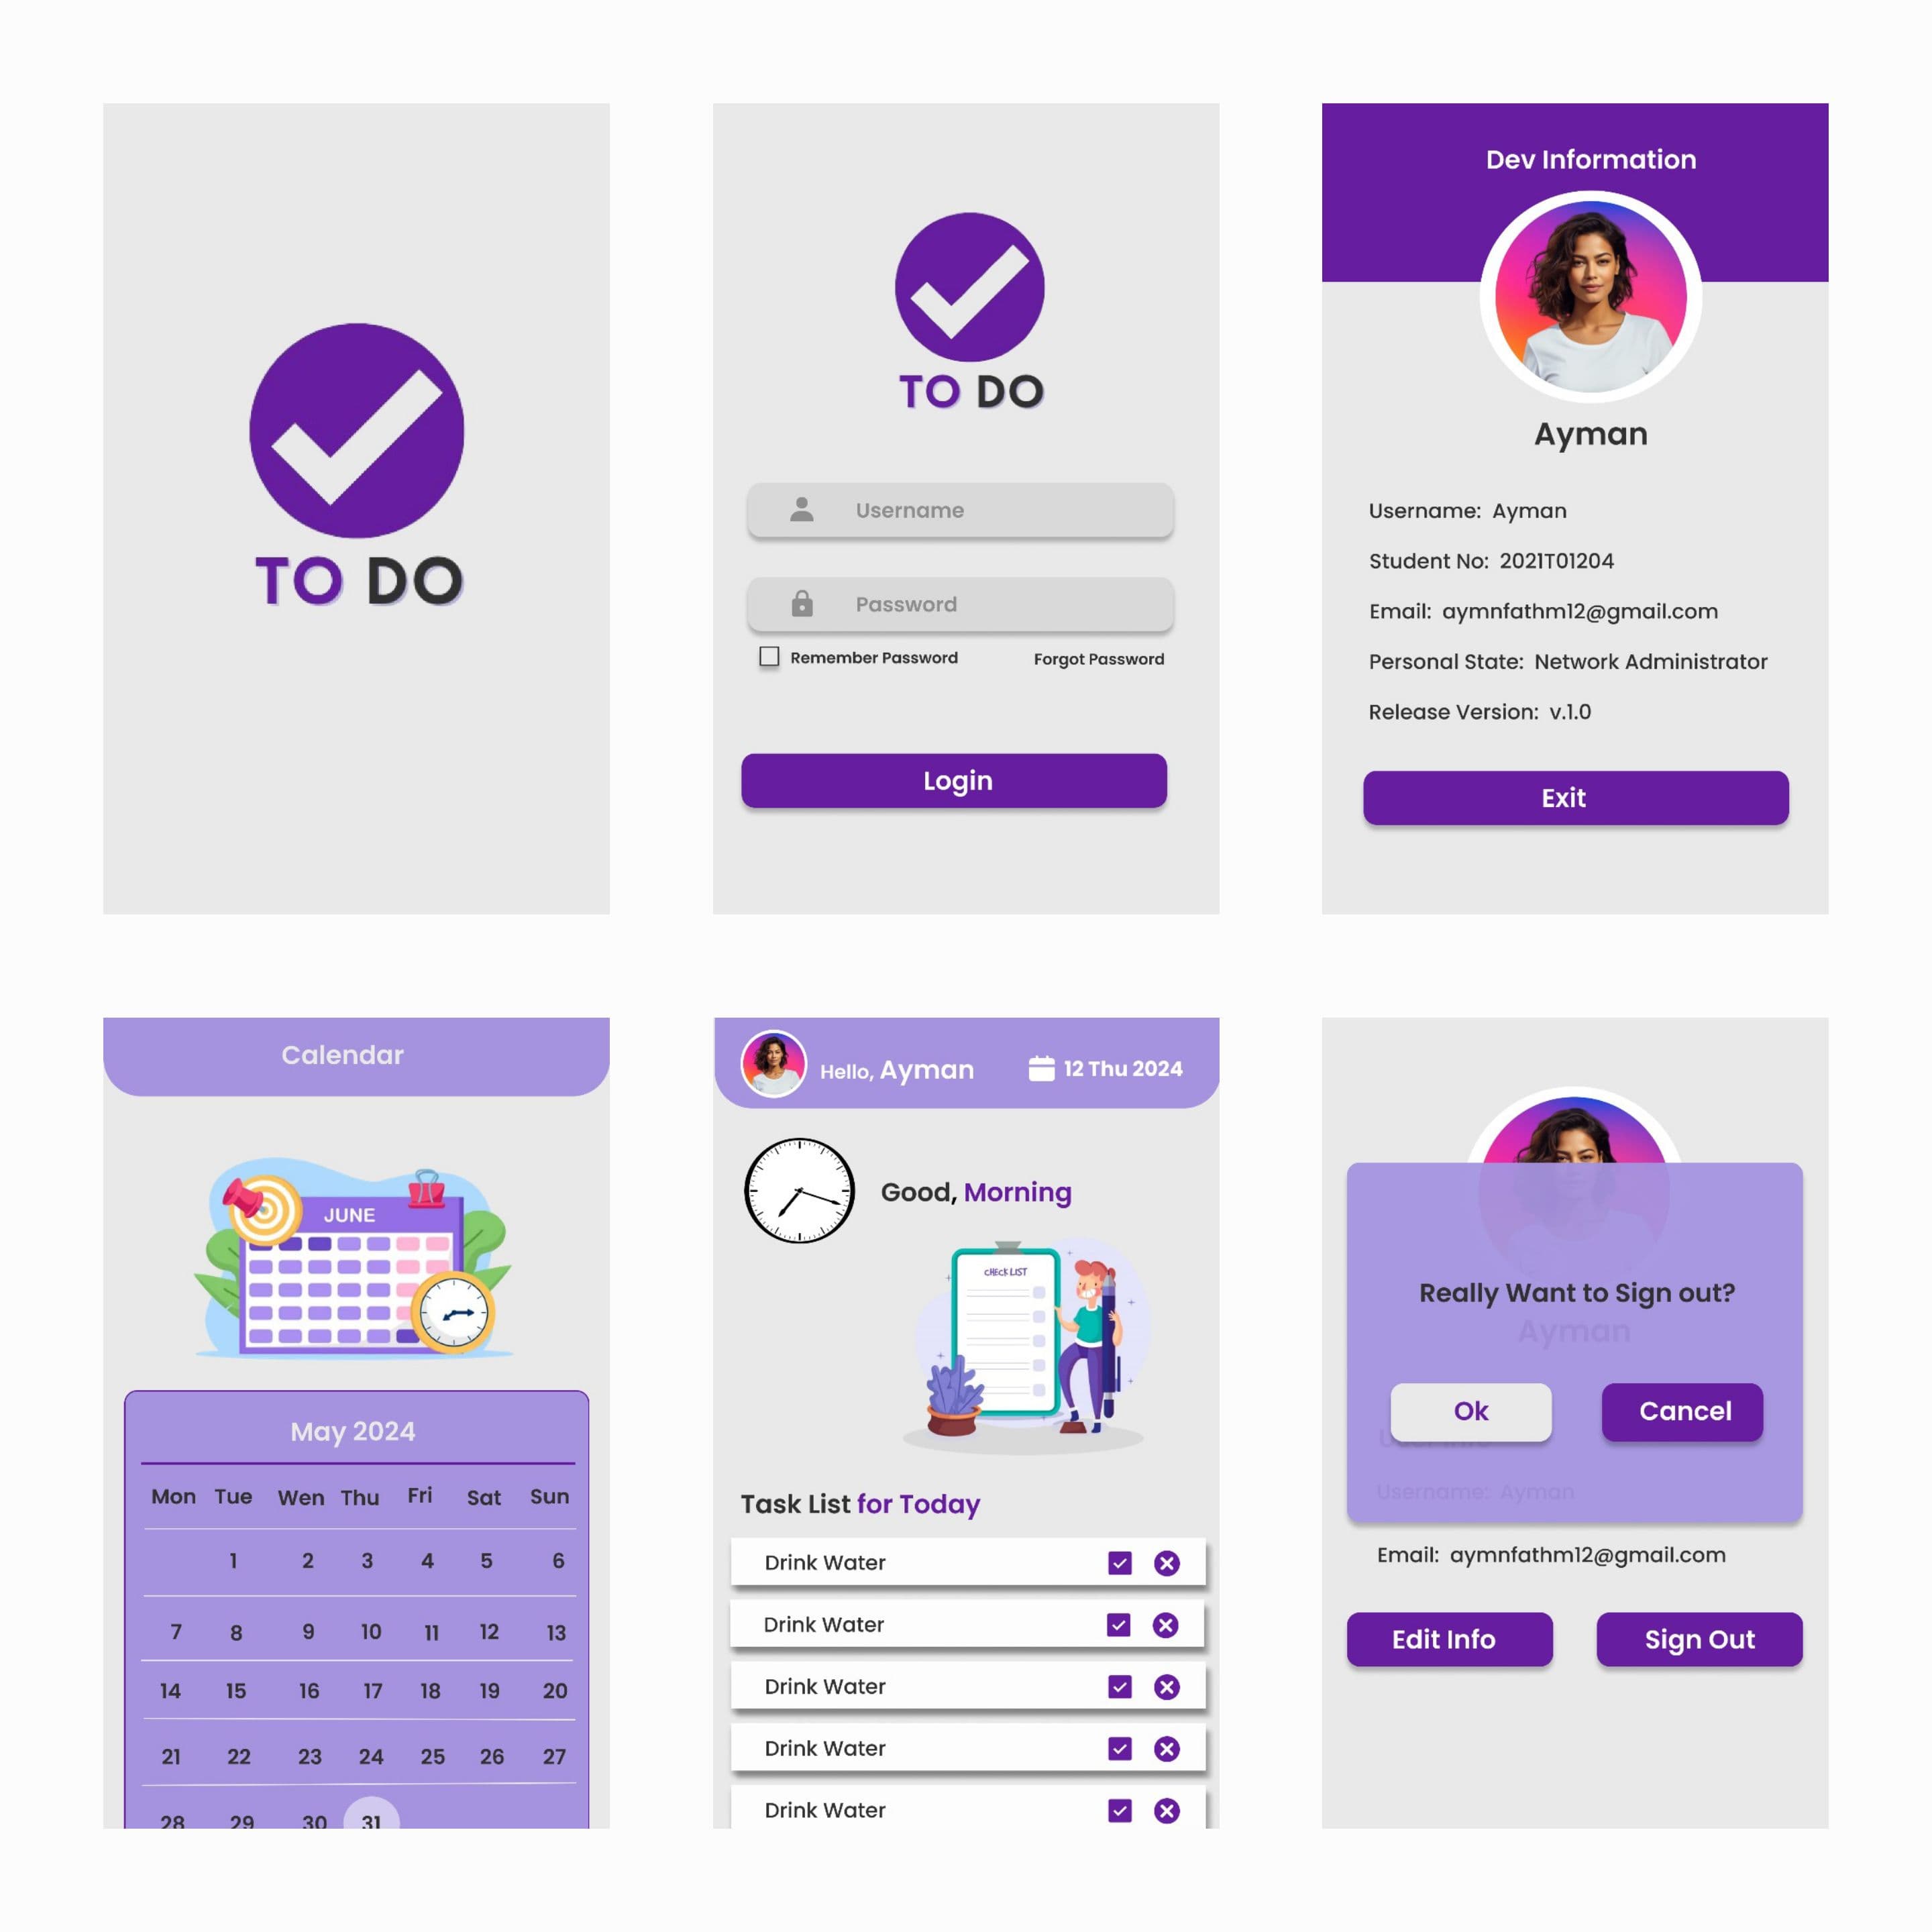 TO DO
TO DO
Username
Password
Remember Password
Forgot Password
Login
Dev Information
Ayman
Username: Ayman
Student No: 2021T01204
Email: aymnfathm12@gmail.com
Personal State: Network Administrator
Release Version: v.1.0
Exit
Calendar
JUNE
May 2024
Mon Tue Wen Thu Fri Sat Sun
1 2 3 4 5 6
7 8 9 10 11 12 13
14 15 16 17 18 19 20
21 22 23 24 25 26 27
28 29 30 31
Hello, Ayman
12 Thu 2024
Good, Morning
CHECK LIST
Task List for Today
Drink Water
Drink Water
Drink Water
Drink Water
Drink Water
Really Want to Sign out?
Ayman
Ok
Cancel
User Info
Username: Ayman
Email: aymnfathm12@gmail.com
Edit Info
Sign Out